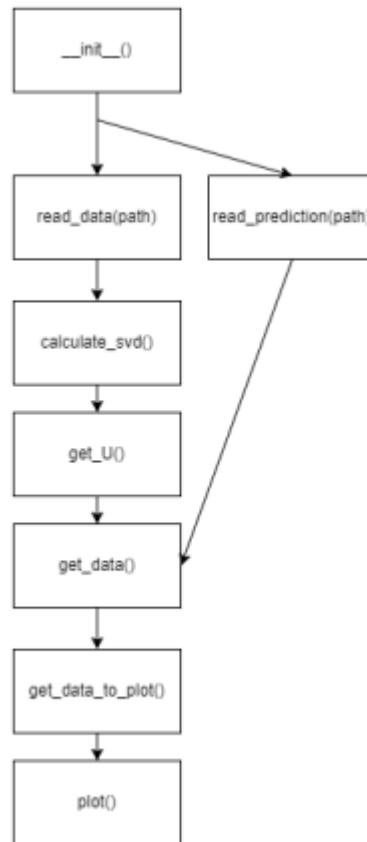 __init__()
read_data(path)
read_prediction(path)
calculate_svd()
get_U()
get_data()
get_data_to_plot()
plot()